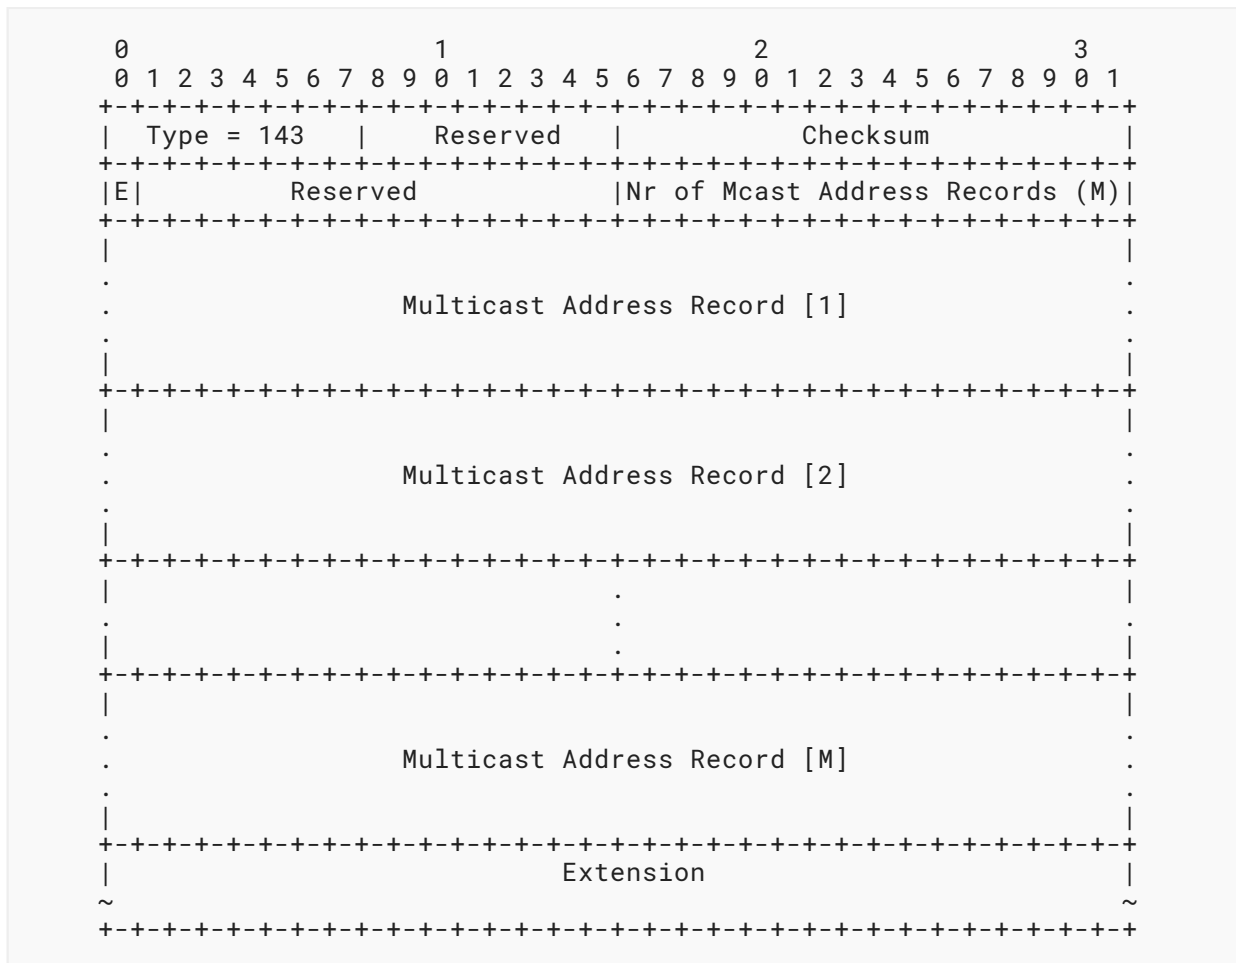 0                   1                   2                   3
 0 1 2 3 4 5 6 7 8 9 0 1 2 3 4 5 6 7 8 9 0 1 2 3 4 5 6 7 8 9 0 1
+-+-+-+-+-+-+-+-+-+-+-+-+-+-+-+-+-+-+-+-+-+-+-+-+-+-+-+-+-+-+-+-+
|  Type = 143   |    Reserved   |           Checksum            |
+-+-+-+-+-+-+-+-+-+-+-+-+-+-+-+-+-+-+-+-+-+-+-+-+-+-+-+-+-+-+-+-+
|E|         Reserved            |Nr of Mcast Address Records (M)|
+-+-+-+-+-+-+-+-+-+-+-+-+-+-+-+-+-+-+-+-+-+-+-+-+-+-+-+-+-+-+-+-+
|                                                               |
.                                                               .
.                  Multicast Address Record [1]                 .
.                                                               .
|                                                               |
+-+-+-+-+-+-+-+-+-+-+-+-+-+-+-+-+-+-+-+-+-+-+-+-+-+-+-+-+-+-+-+-+
|                                                               |
.                                                               .
.                  Multicast Address Record [2]                 .
.                                                               .
|                                                               |
+-+-+-+-+-+-+-+-+-+-+-+-+-+-+-+-+-+-+-+-+-+-+-+-+-+-+-+-+-+-+-+-+
|                               .                               |
.                               .                               .
|                               .                               |
+-+-+-+-+-+-+-+-+-+-+-+-+-+-+-+-+-+-+-+-+-+-+-+-+-+-+-+-+-+-+-+-+
|                                                               |
.                                                               .
.                  Multicast Address Record [M]                 .
.                                                               .
|                                                               |
+-+-+-+-+-+-+-+-+-+-+-+-+-+-+-+-+-+-+-+-+-+-+-+-+-+-+-+-+-+-+-+-+
|                            Extension                          |
~                                                               ~
+-+-+-+-+-+-+-+-+-+-+-+-+-+-+-+-+-+-+-+-+-+-+-+-+-+-+-+-+-+-+-+-+